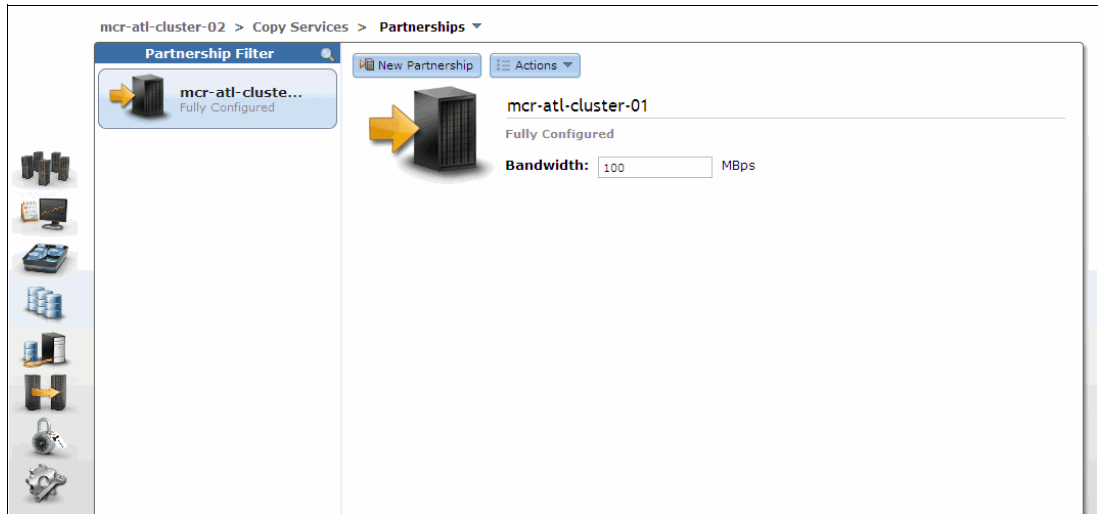 mcr-atl-cluster-02 > Copy Services > Partnerships
Partnership Filter
mcr-atl-cluste...
Fully Configured
New Partnership
Actions
mcr-atl-cluster-01
Fully Configured
Bandwidth: 100 MBps